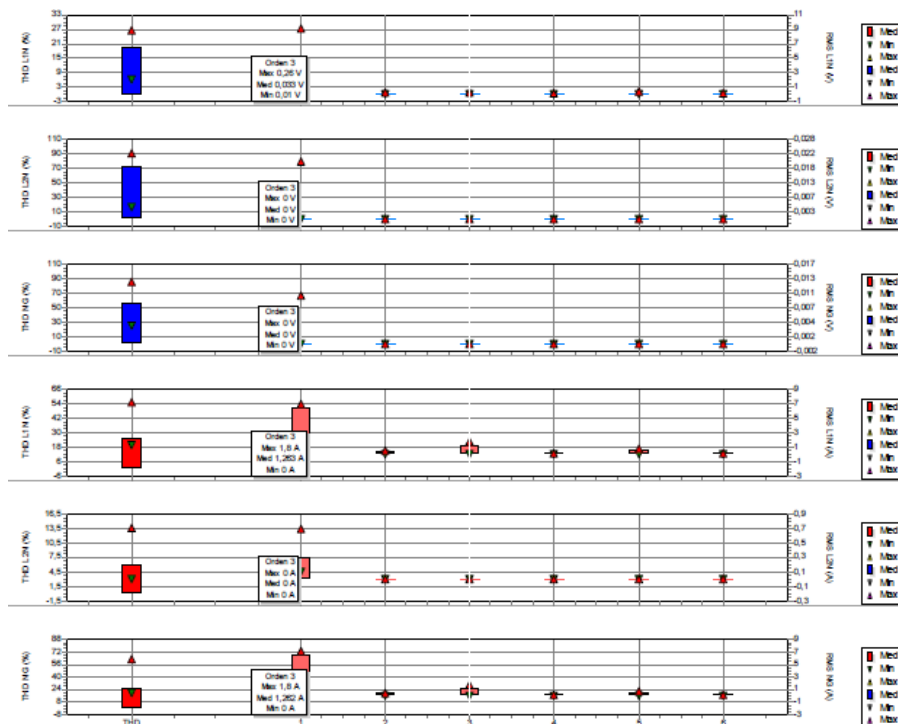 THD L1N (%)
33
27
21
15
9
3
-3
Orden 3
Max 0,26 V
Med 0,033 V
Min 0,01 V
11
9
7
5
3
1
-1
RMS L1N (V)
Med
Min
Max
Med
Min
Max
THD L2N (%)
110
90
70
50
30
10
-10
Orden 3
Max 0 V
Med 0 V
Min 0 V
0,026
0,022
0,018
0,013
0,007
0,003
RMS L2N (V)
Med
Min
Max
Med
Min
Max
THD NG (%)
110
90
70
50
30
10
-10
Orden 3
Max 0 V
Med 0 V
Min 0 V
0,017
0,013
0,011
0,007
0,004
0,002
-0,002
RMS NG (V)
Med
Min
Max
Med
Min
Max
THD L1N (%)
66
54
42
30
18
6
-6
Orden 3
Max 1,8 A
Med 1,263 A
Min 0 A
9
7
5
3
1
-1
-3
RMS L1N (A)
Med
Min
Max
Med
Min
Max
THD L2N (%)
16,5
13,5
10,5
7,5
4,5
1,5
-1,5
Orden 3
Max 0 A
Med 0 A
Min 0 A
0,9
0,7
0,5
0,3
0,1
-0,1
-0,3
RMS L2N (A)
Med
Min
Max
Med
Min
Max
THD NG (%)
88
72
56
40
24
8
-8
Orden 3
Max 1,8 A
Med 1,262 A
Min 0 A
9
7
5
3
1
-1
-3
RMS NG (A)
Med
Min
Max
Med
Min
Max
THD 1 2 3 4 5 6